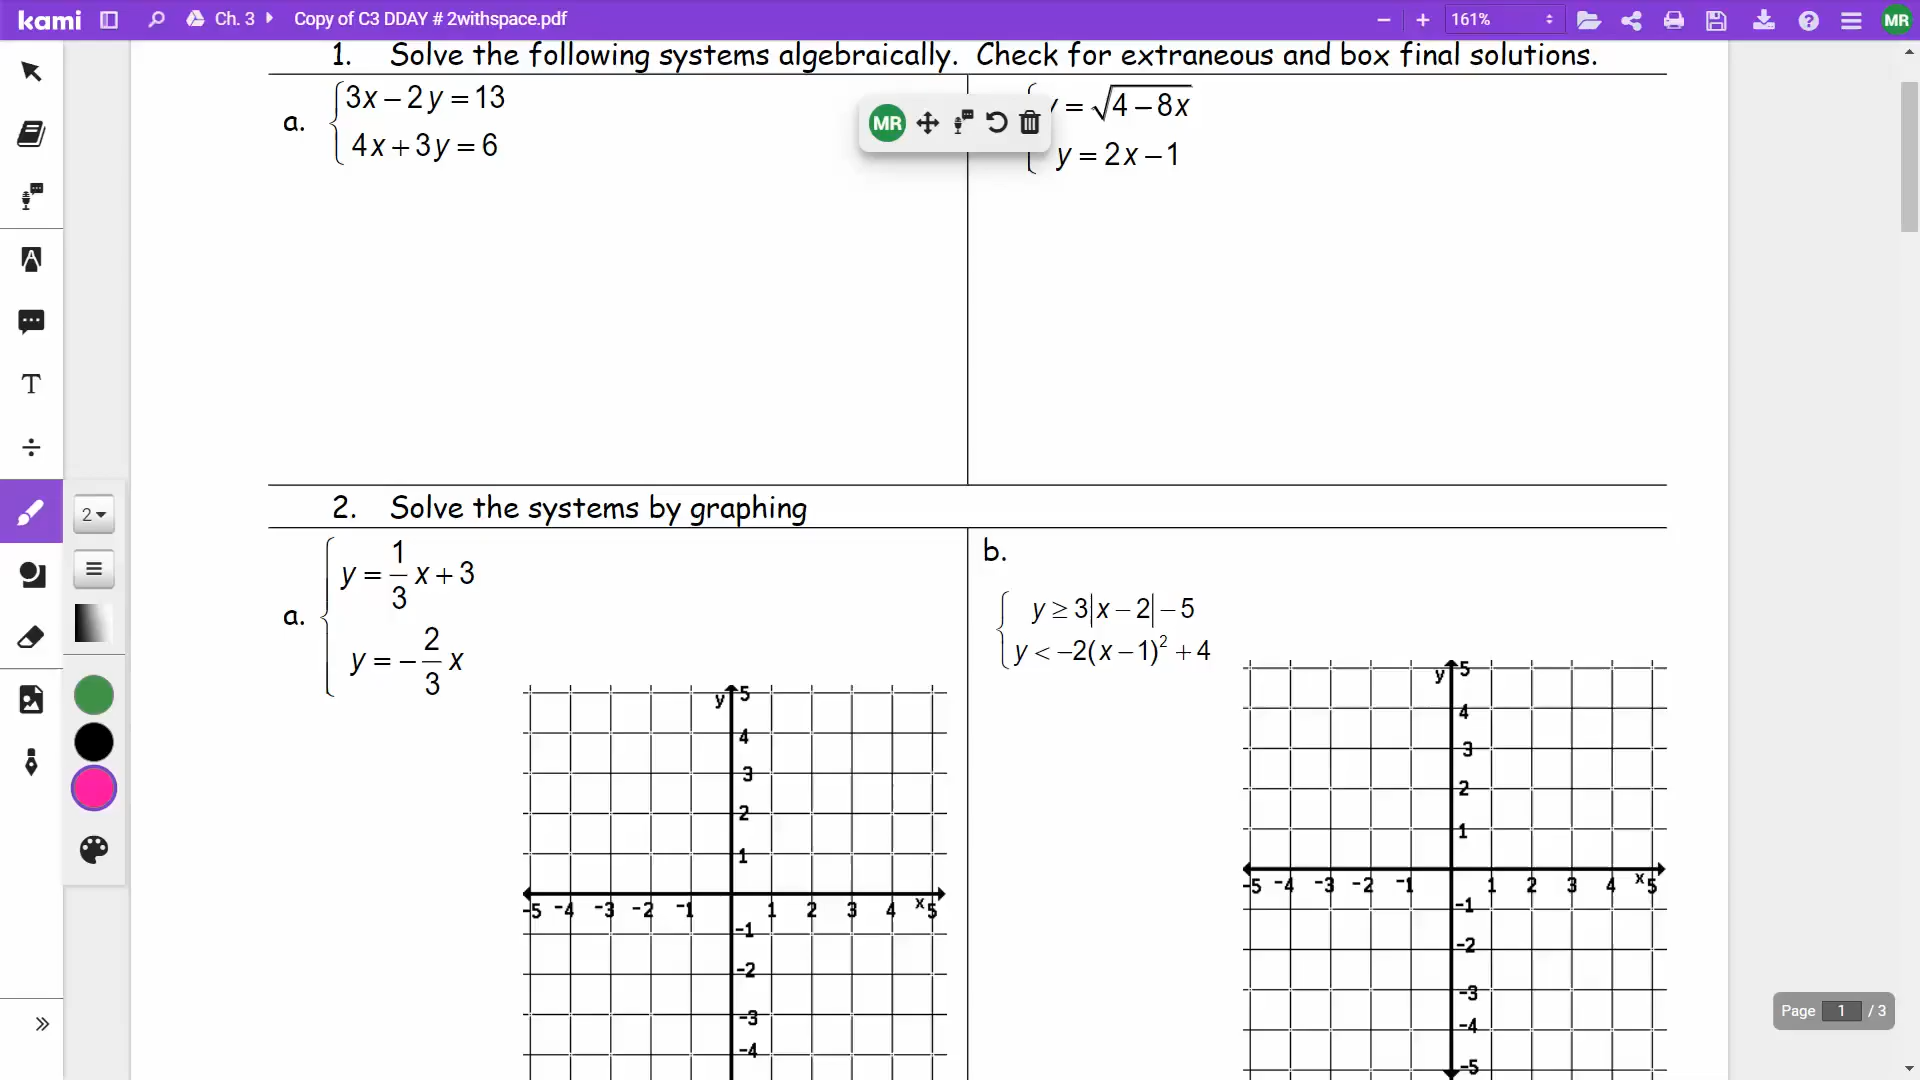 kami Ch. 3 Copy of C3 DDAY # 2withspace.pdf 161% MR
1. Solve the following systems algebraically. Check for extraneous and box final solutions.
a. 3x − 2y = 13
4x + 3y = 6
MR
y = √4 − 8x
y = 2x − 1
2. Solve the systems by graphing
a. y = 1/3 x + 3
y = − 2/3 x
b.
y ≥ 3|x − 2| − 5
y < −2(x − 1)² + 4
y 5
4
3
2
1
-5 -4 -3 -2 -1 1 2 3 4 x 5
-1
-2
-3
-4
y 5
4
3
2
1
-5 -4 -3 -2 -1 1 2 3 4 x 5
-1
-2
-3
-4
-5
2
T
Page 1 / 3